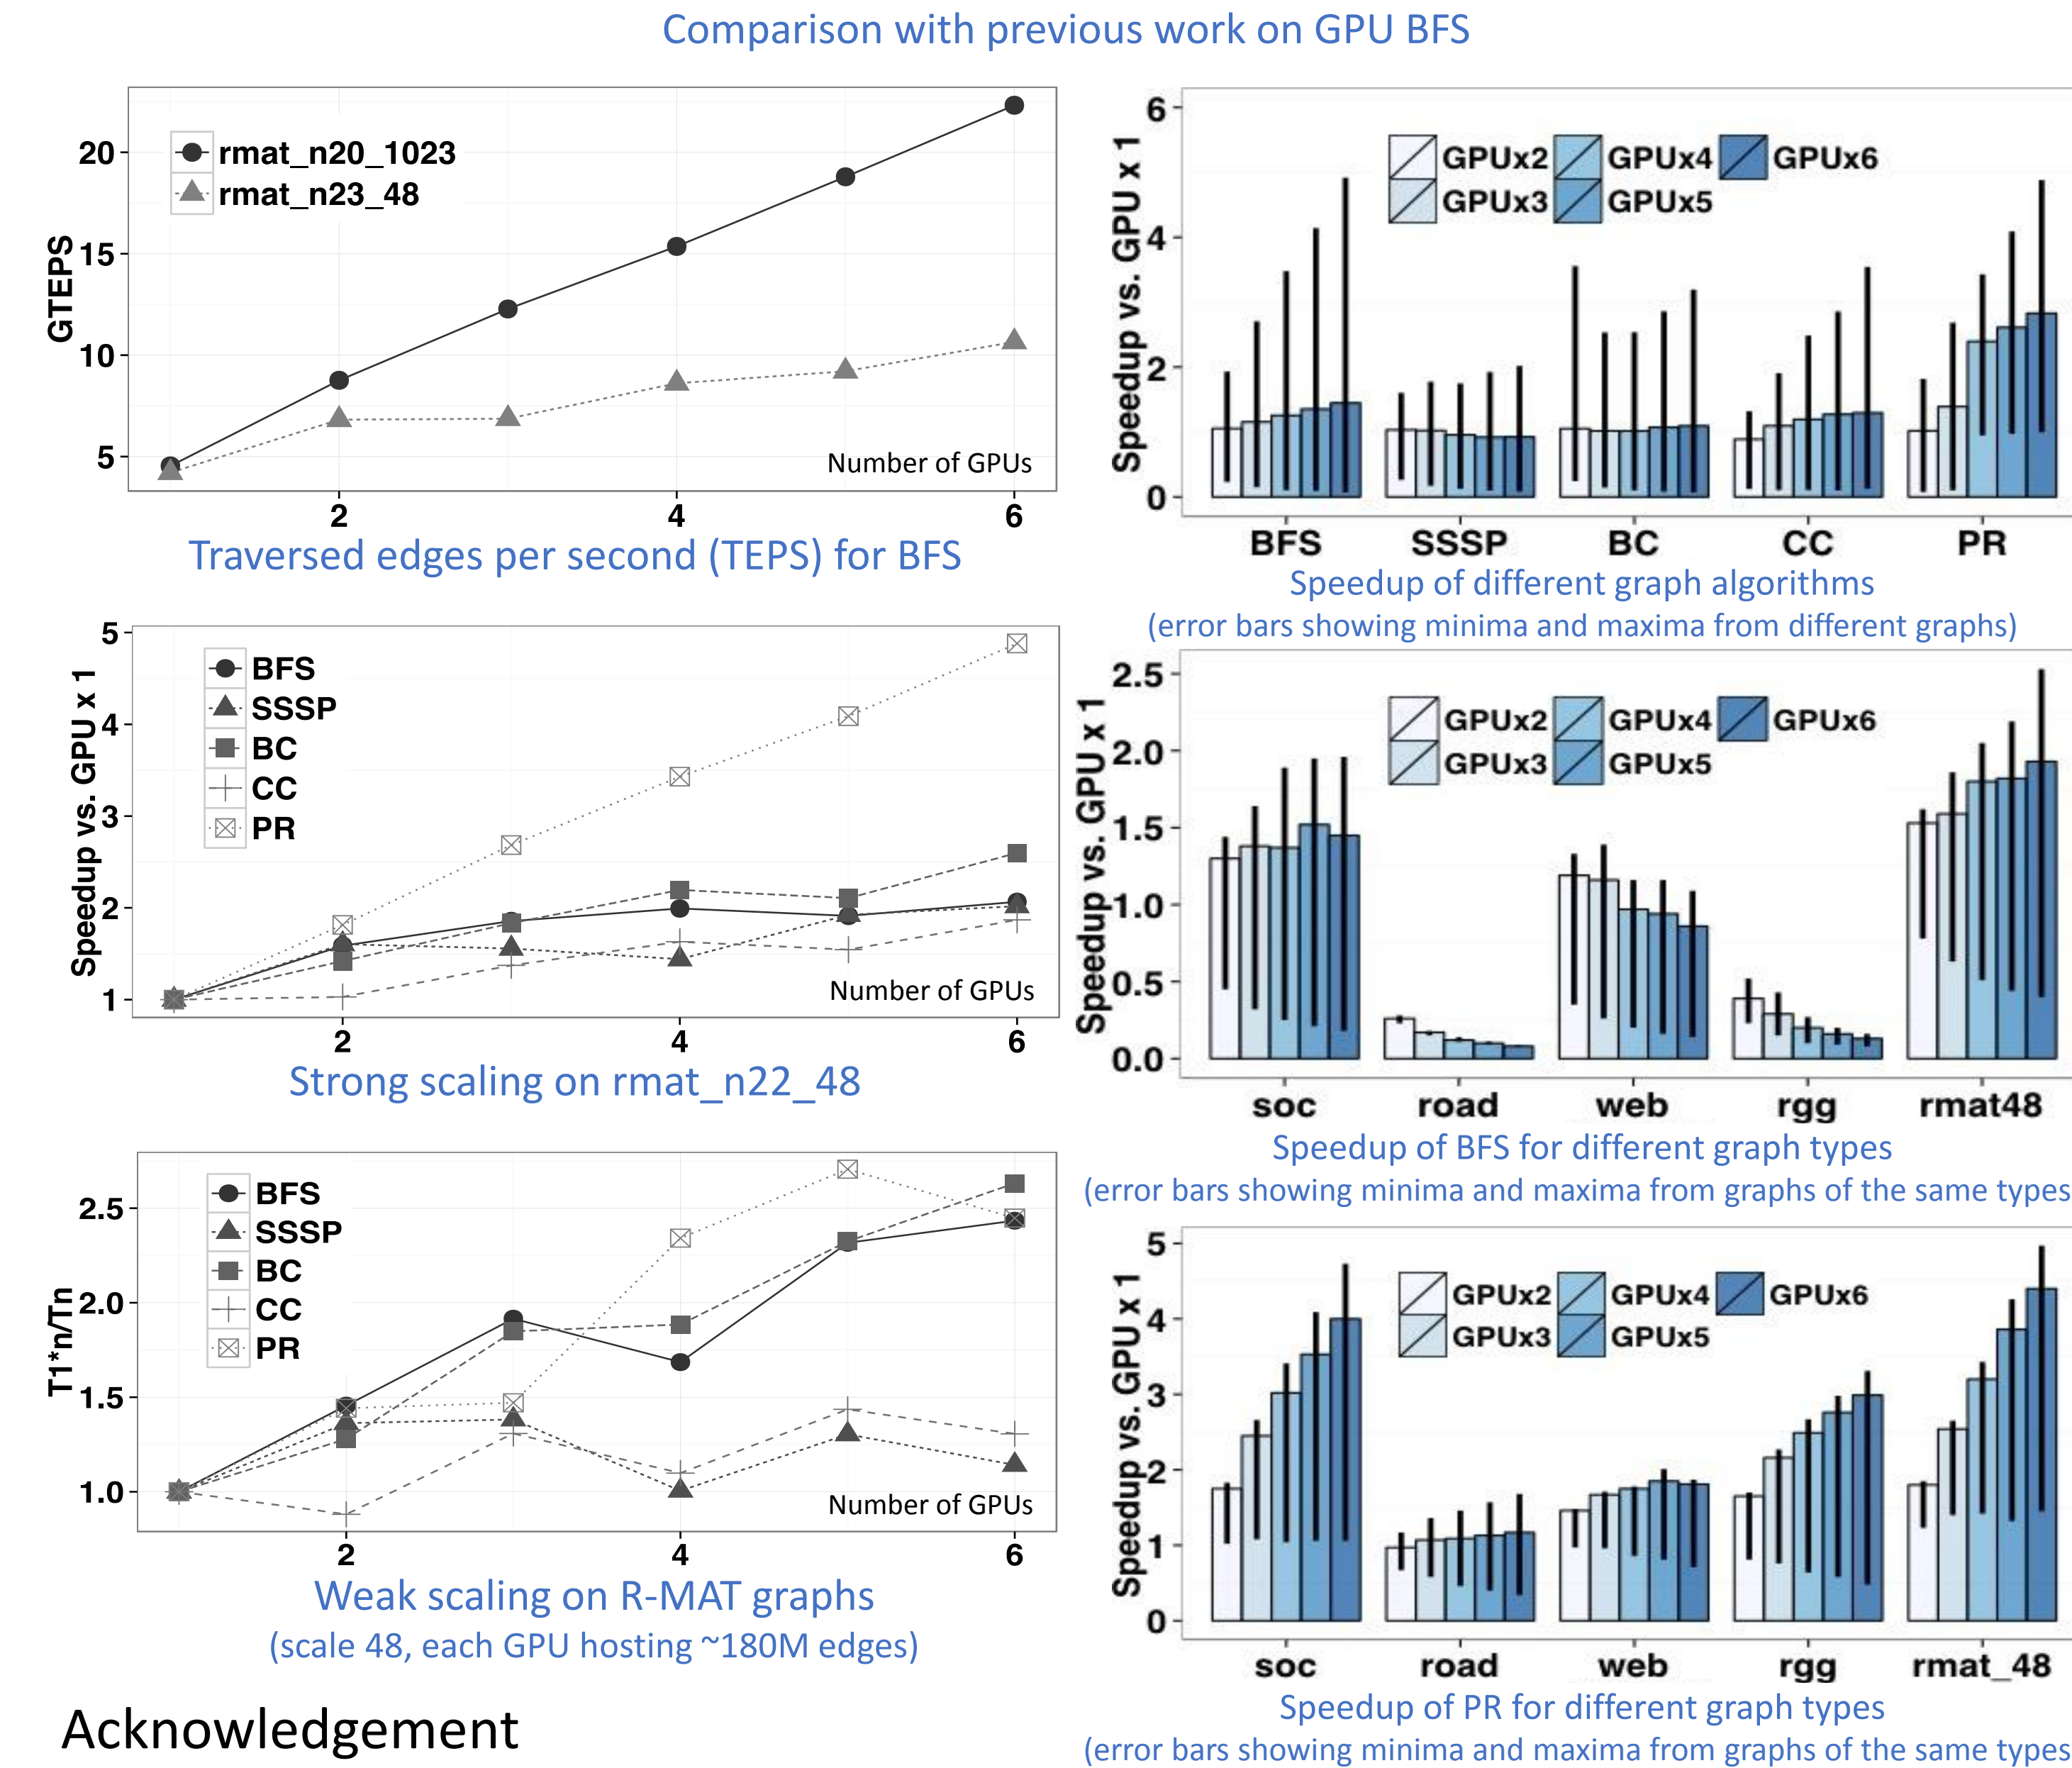 Comparison with previous work on GPU BFS
GTEPS
20
15
10
5
rmat_n20_1023
rmat_n23_48
Number of GPUs
2 4 6
Traversed edges per second (TEPS) for BFS
Speedup vs. GPU x 1
5
4
3
2
1
BFS
SSSP
BC
CC
PR
Number of GPUs
2 4 6
Strong scaling on rmat_n22_48
T1*n/Tn
2.5
2.0
1.5
1.0
BFS
SSSP
BC
CC
PR
Number of GPUs
2 4 6
Weak scaling on R-MAT graphs
(scale 48, each GPU hosting ~180M edges)
Acknowledgement
Speedup vs. GPU x 1
6
4
2
0
GPUx2 GPUx4 GPUx6
GPUx3 GPUx5
BFS SSSP BC CC PR
Speedup of different graph algorithms
(error bars showing minima and maxima from different graphs)
Speedup vs. GPU x 1
2.5
2.0
1.5
1.0
0.5
0.0
GPUx2 GPUx4 GPUx6
GPUx3 GPUx5
soc road web rgg rmat48
Speedup of BFS for different graph types
(error bars showing minima and maxima from graphs of the same types
Speedup vs. GPU x 1
5
4
3
2
1
0
GPUx2 GPUx4 GPUx6
GPUx3 GPUx5
soc road web rgg rmat_48
Speedup of PR for different graph types
(error bars showing minima and maxima from graphs of the same types